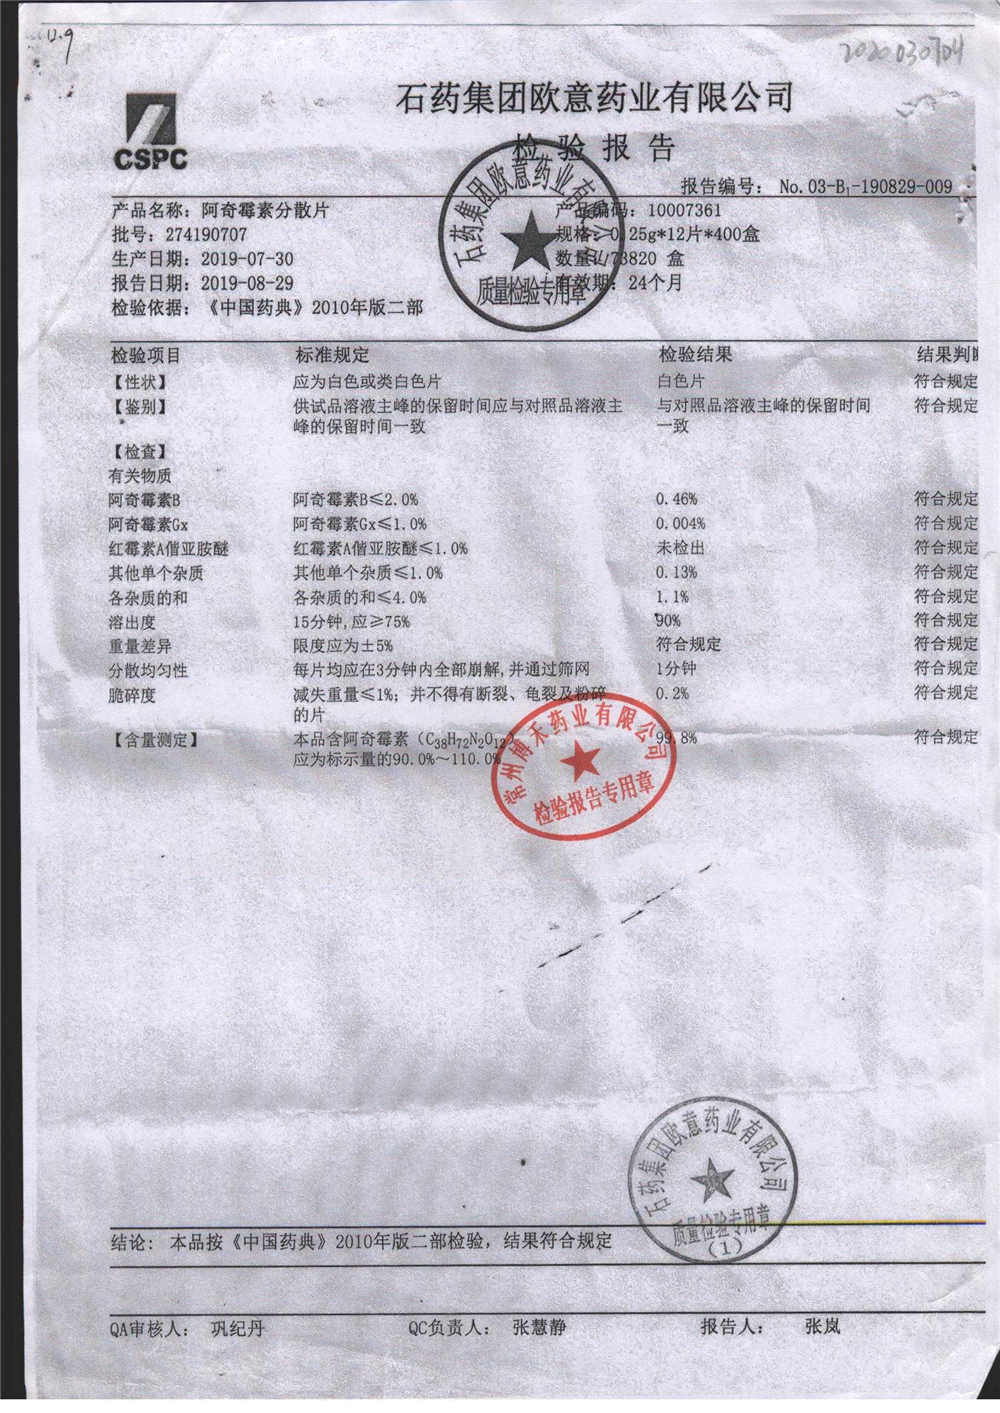 12.9
2020030704
石药集团欧意药业有限公司
CSPC
检验报告
报告编号： No.03-B1-190829-009
产品名称：阿奇霉素分散片 产品编码：10007361
批号：274190707 规格：0.25g*12片*400盒
生产日期：2019-07-30 数量：/73820 盒
报告日期：2019-08-29 有效期：24个月
检验依据：《中国药典》2010年版二部
石药集团欧意药业有限公司
质量检验专用章
检验项目 标准规定 检验结果 结果判断
【性状】 应为白色或类白色片 白色片 符合规定
【鉴别】 供试品溶液主峰的保留时间应与对照品溶液主 与对照品溶液主峰的保留时间 符合规定
峰的保留时间一致 一致
【检查】
有关物质
阿奇霉素B 阿奇霉素B≤2.0% 0.46% 符合规定
阿奇霉素Gx 阿奇霉素Gx≤1.0% 0.004% 符合规定
红霉素A偕亚胺醚 红霉素A偕亚胺醚≤1.0% 未检出 符合规定
其他单个杂质 其他单个杂质≤1.0% 0.13% 符合规定
各杂质的和 各杂质的和≤4.0% 1.1% 符合规定
溶出度 15分钟,应≥75% 90% 符合规定
重量差异 限度应为±5% 符合规定 符合规定
分散均匀性 每片均应在3分钟内全部崩解,并通过筛网 1分钟 符合规定
脆碎度 减失重量≤1%；并不得有断裂、龟裂及粉碎 0.2% 符合规定
的片
【含量测定】 本品含阿奇霉素（C38H72N2O12） 99.8% 符合规定
应为标示量的90.0%～110.0%
常州博禾药业有限公司
检验报告专用章
石药集团欧意药业有限公司
质量检验专用章
(1)
结论： 本品按《中国药典》2010年版二部检验，结果符合规定
QA审核人： 巩纪丹 QC负责人： 张慧静 报告人： 张岚